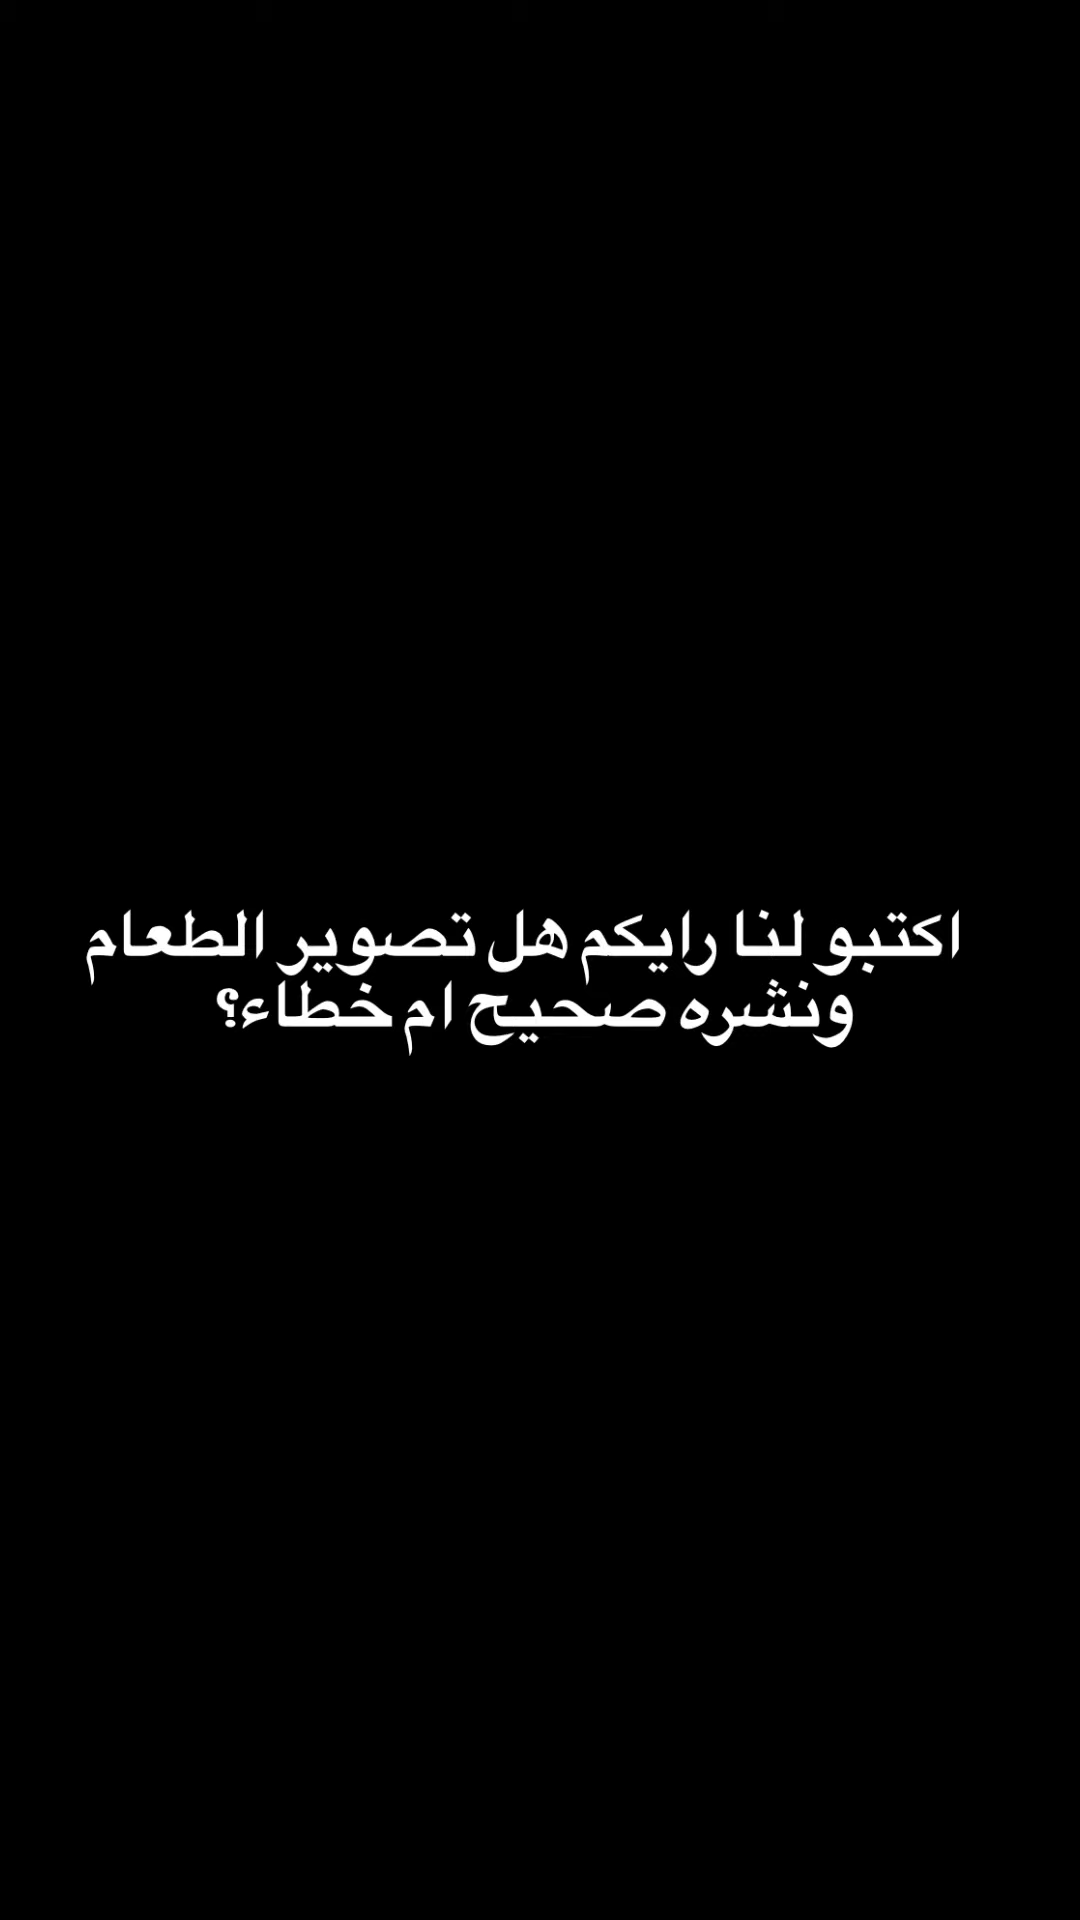 اكتبو لنا رايكم هل تصوير الطعام
ونشره صحيح ام خطاء؟